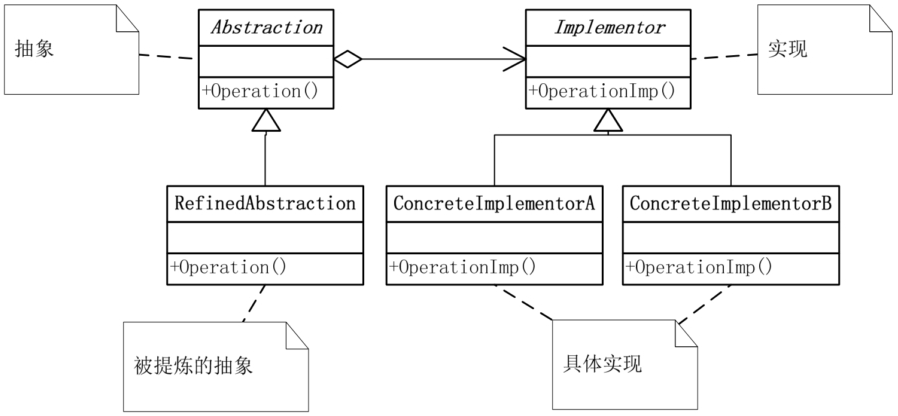 抽象
Abstraction
+Operation()
Implementor
+OperationImp()
实现
RefinedAbstraction
+Operation()
ConcreteImplementorA
+OperationImp()
ConcreteImplementorB
+OperationImp()
被提炼的抽象
具体实现